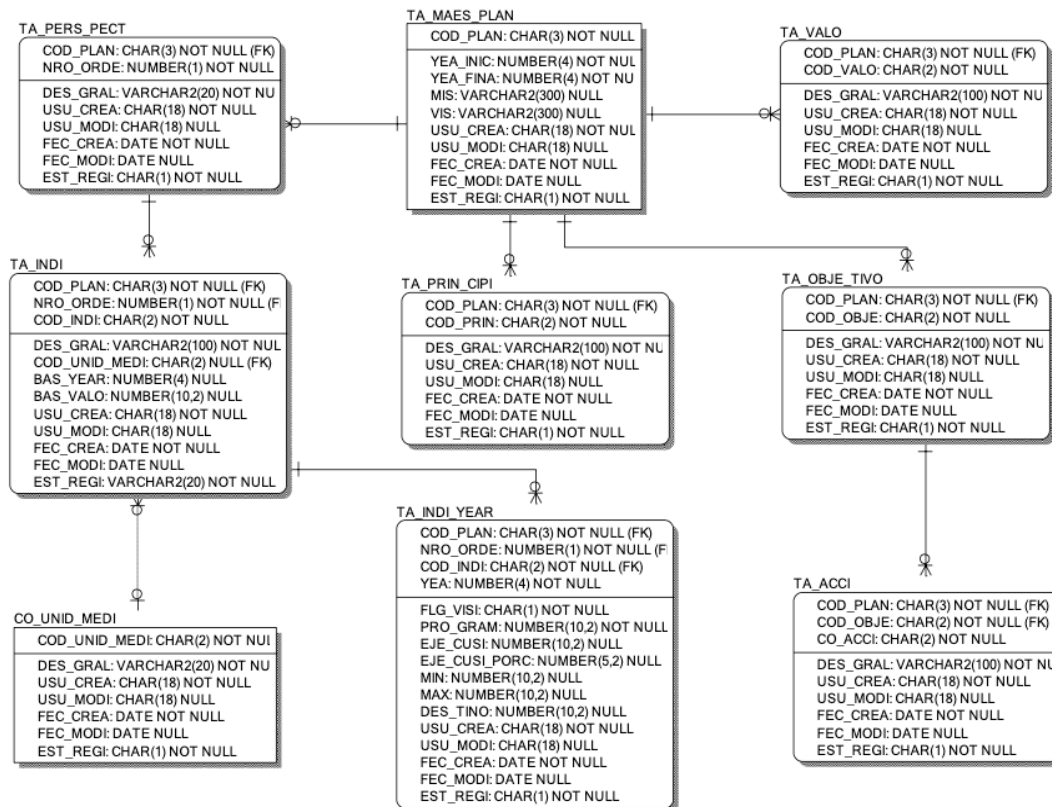 TA_PERS_PECT
COD_PLAN: CHAR(3) NOT NULL (FK)
NRO_ORDE: NUMBER(1) NOT NULL
DES_GRAL: VARCHAR2(20) NOT NU
USU_CREA: CHAR(18) NOT NULL
USU_MODI: CHAR(18) NULL
FEC_CREA: DATE NOT NULL
FEC_MODI: DATE NULL
EST_REGI: CHAR(1) NOT NULL
TA_MAES_PLAN
COD_PLAN: CHAR(3) NOT NULL
YEA_INIC: NUMBER(4) NOT NUL
YEA_FINA: NUMBER(4) NOT NU
MIS: VARCHAR2(300) NULL
VIS: VARCHAR2(300) NULL
USU_CREA: CHAR(18) NOT NULL
USU_MODI: CHAR(18) NULL
FEC_CREA: DATE NOT NULL
FEC_MODI: DATE NULL
EST_REGI: CHAR(1) NOT NULL
TA_VALO
COD_PLAN: CHAR(3) NOT NULL (FK)
COD_VALO: CHAR(2) NOT NULL
DES_GRAL: VARCHAR2(100) NOT NU
USU_CREA: CHAR(18) NOT NULL
USU_MODI: CHAR(18) NULL
FEC_CREA: DATE NOT NULL
FEC_MODI: DATE NULL
EST_REGI: CHAR(1) NOT NULL
TA_INDI
COD_PLAN: CHAR(3) NOT NULL (FK)
NRO_ORDE: NUMBER(1) NOT NULL (F
COD_INDI: CHAR(2) NOT NULL
DES_GRAL: VARCHAR2(100) NOT NUL
COD_UNID_MEDI: CHAR(2) NULL (FK)
BAS_YEAR: NUMBER(4) NULL
BAS_VALO: NUMBER(10,2) NULL
USU_CREA: CHAR(18) NOT NULL
USU_MODI: CHAR(18) NULL
FEC_CREA: DATE NOT NULL
FEC_MODI: DATE NULL
EST_REGI: VARCHAR2(20) NOT NULL
TA_PRIN_CIPI
COD_PLAN: CHAR(3) NOT NULL (FK)
COD_PRIN: CHAR(2) NOT NULL
DES_GRAL: VARCHAR2(100) NOT NU
USU_CREA: CHAR(18) NOT NULL
USU_MODI: CHAR(18) NULL
FEC_CREA: DATE NOT NULL
FEC_MODI: DATE NULL
EST_REGI: CHAR(1) NOT NULL
TA_OBJE_TIVO
COD_PLAN: CHAR(3) NOT NULL (FK)
COD_OBJE: CHAR(2) NOT NULL
DES_GRAL: VARCHAR2(100) NOT NU
USU_CREA: CHAR(18) NOT NULL
USU_MODI: CHAR(18) NULL
FEC_CREA: DATE NOT NULL
FEC_MODI: DATE NULL
EST_REGI: CHAR(1) NOT NULL
TA_INDI_YEAR
COD_PLAN: CHAR(3) NOT NULL (FK)
NRO_ORDE: NUMBER(1) NOT NULL (F
COD_INDI: CHAR(2) NOT NULL (FK)
YEA: NUMBER(4) NOT NULL
FLG_VISI: CHAR(1) NOT NULL
PRO_GRAM: NUMBER(10,2) NOT NULL
EJE_CUSI: NUMBER(10,2) NULL
EJE_CUSI_PORC: NUMBER(5,2) NULL
MIN: NUMBER(10,2) NULL
MAX: NUMBER(10,2) NULL
DES_TINO: NUMBER(10,2) NULL
USU_CREA: CHAR(18) NOT NULL
USU_MODI: CHAR(18) NULL
FEC_CREA: DATE NOT NULL
FEC_MODI: DATE NULL
EST_REGI: CHAR(1) NOT NULL
CO_UNID_MEDI
COD_UNID_MEDI: CHAR(2) NOT NUL
DES_GRAL: VARCHAR2(20) NOT NU
USU_CREA: CHAR(18) NOT NULL
USU_MODI: CHAR(18) NULL
FEC_CREA: DATE NOT NULL
FEC_MODI: DATE NULL
EST_REGI: CHAR(1) NOT NULL
TA_ACCI
COD_PLAN: CHAR(3) NOT NULL (FK)
COD_OBJE: CHAR(2) NOT NULL (FK)
CO_ACCI: CHAR(2) NOT NULL
DES_GRAL: VARCHAR2(100) NOT NU
USU_CREA: CHAR(18) NOT NULL
USU_MODI: CHAR(18) NULL
FEC_CREA: DATE NOT NULL
FEC_MODI: DATE NULL
EST_REGI: CHAR(1) NOT NULL